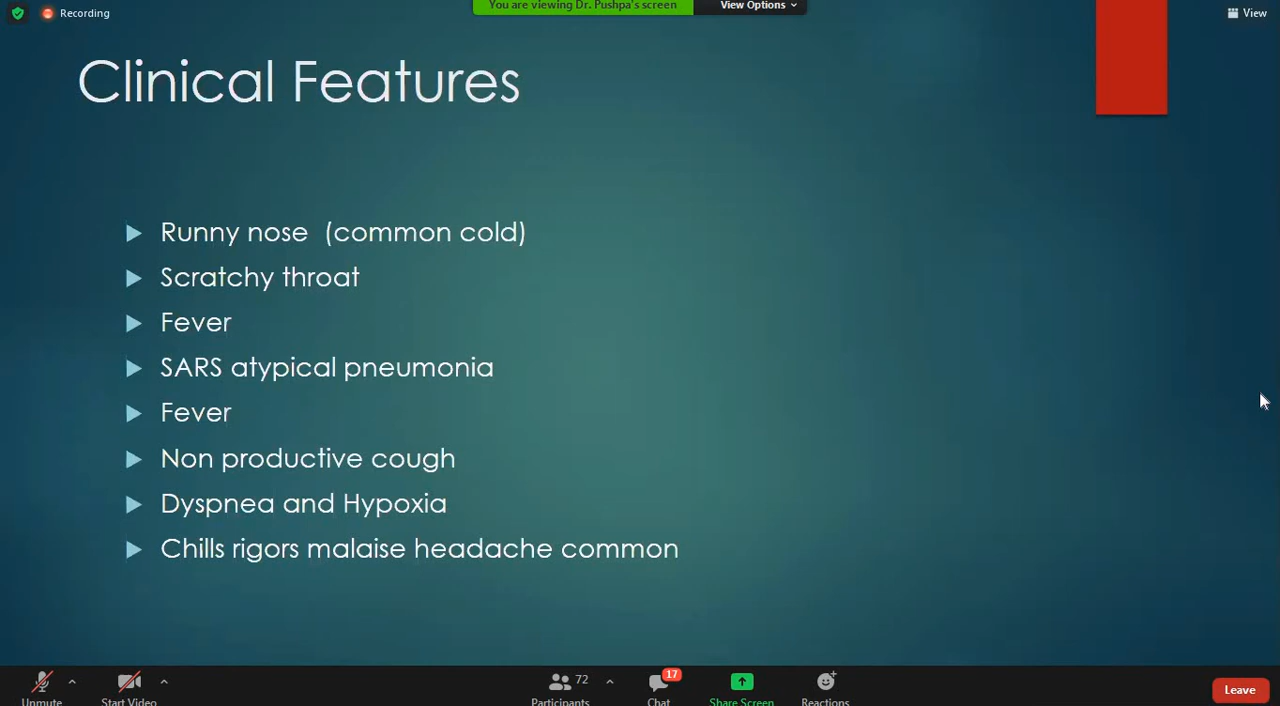 Recording
You are viewing Dr. Pushpa's screen
View Options
View
Clinical Features
Runny nose (common cold)
Scratchy throat
Fever
SARS atypical pneumonia
Fever
Non productive cough
Dyspnea and Hypoxia
Chills rigors malaise headache common
Unmute
Start Video
72
Participants
17
Chat
Share Screen
Reactions
Leave